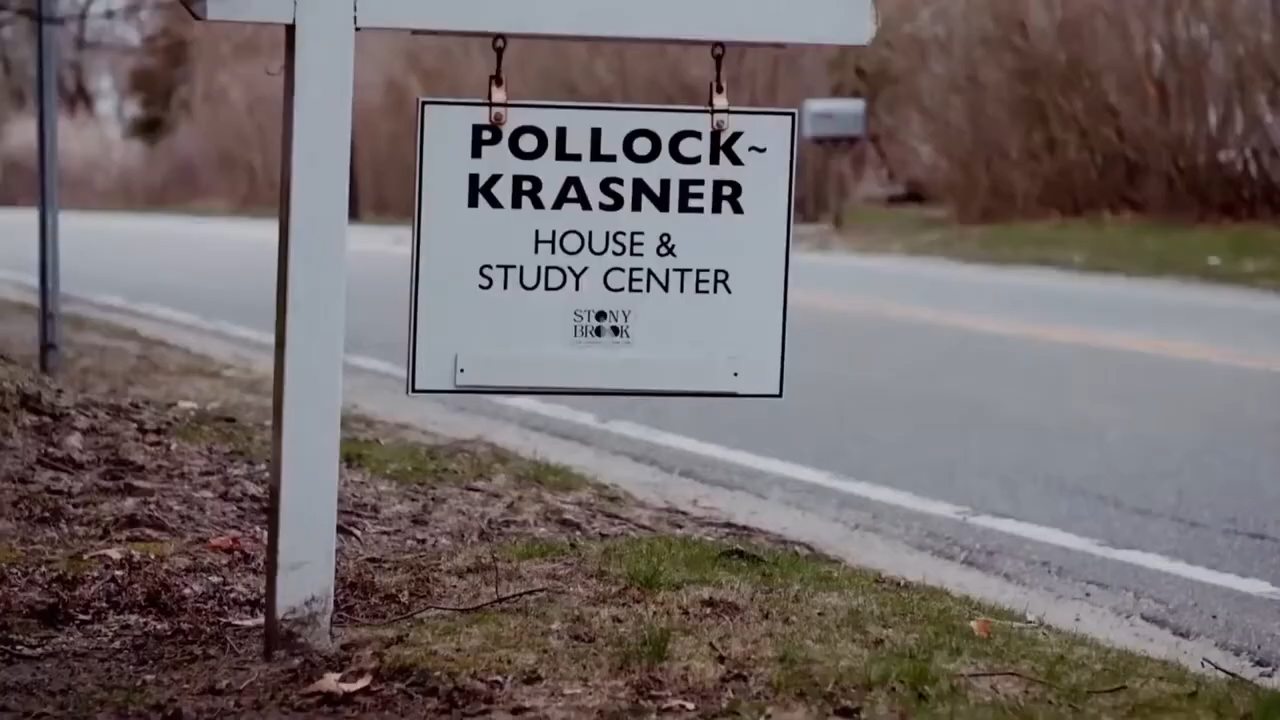 POLLOCK~
KRASNER
HOUSE &
STUDY CENTER
STONY
BROOK